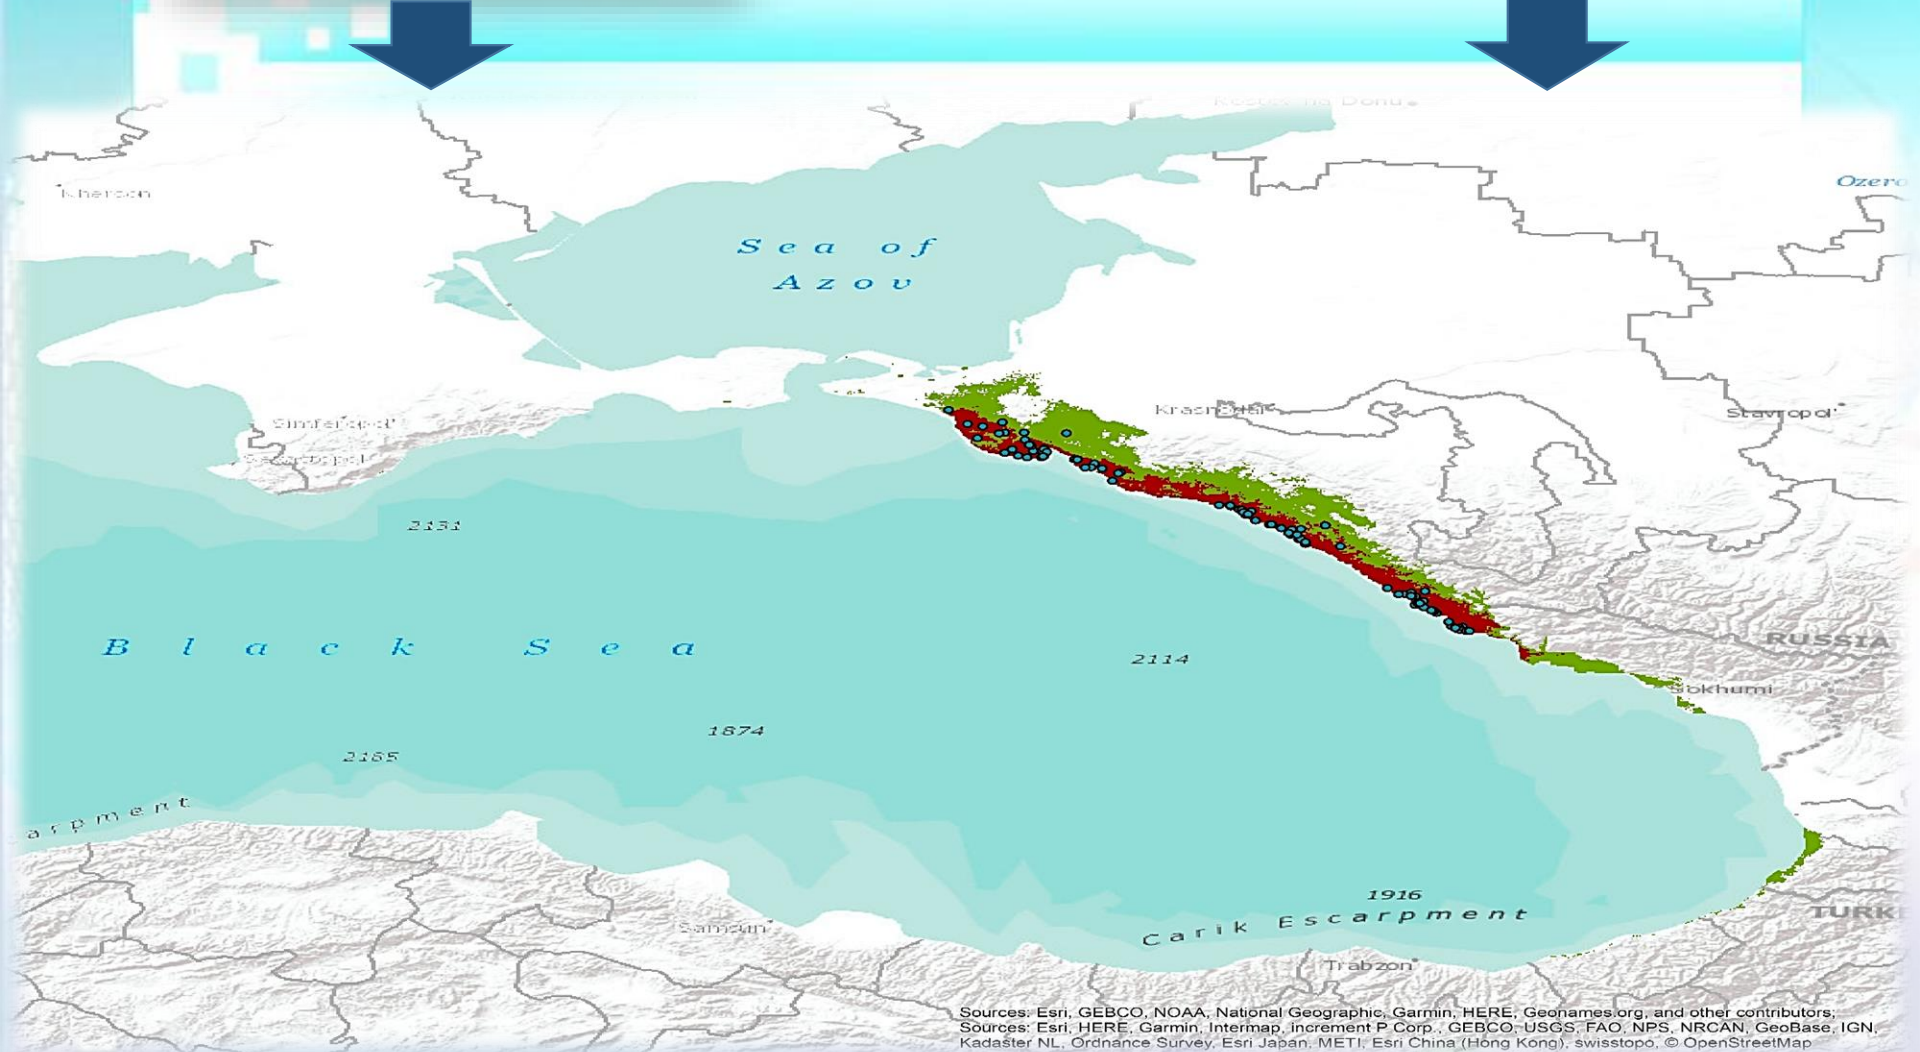 Rostov na Donu
Kherson
Ozero
Sea of
Azov
Krasnodar
Stavropol'
Simferopol'
Sevastopol'
2131
Black Sea
RUSSIA
2114
Sokhumi
1874
2165
arpment
1916
Carik Escarpment
TURK
Samsun
Trabzon
Sources: Esri, GEBCO, NOAA, National Geographic, Garmin, HERE, Geonames.org, and other contributors;
Sources: Esri, HERE, Garmin, Intermap, increment P Corp., GEBCO, USGS, FAO, NPS, NRCAN, GeoBase, IGN,
Kadaster NL, Ordnance Survey, Esri Japan, METI, Esri China (Hong Kong), swisstopo, © OpenStreetMap